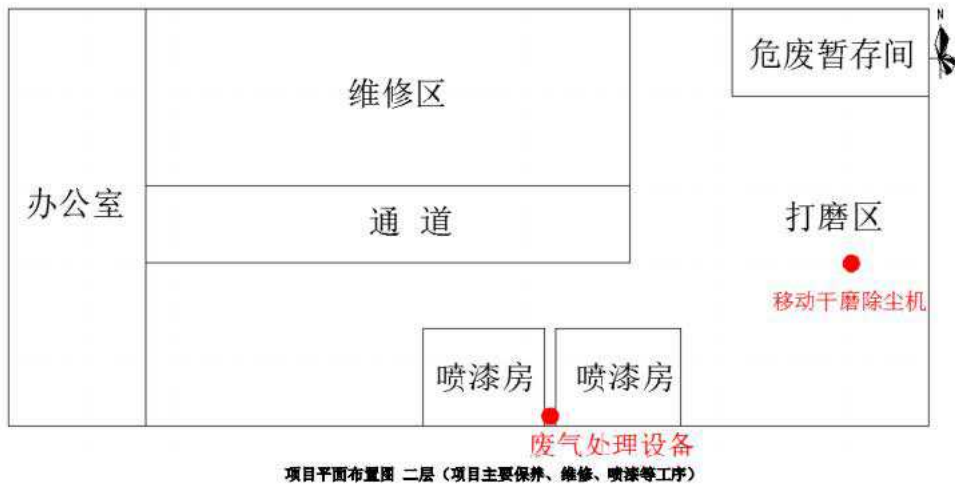 N
危废暂存间
维修区
办公室
通道
打磨区
移动干磨除尘机
喷漆房
喷漆房
废气处理设备
项目平面布置图 二层（项目主要保养、维修、喷漆等工序）